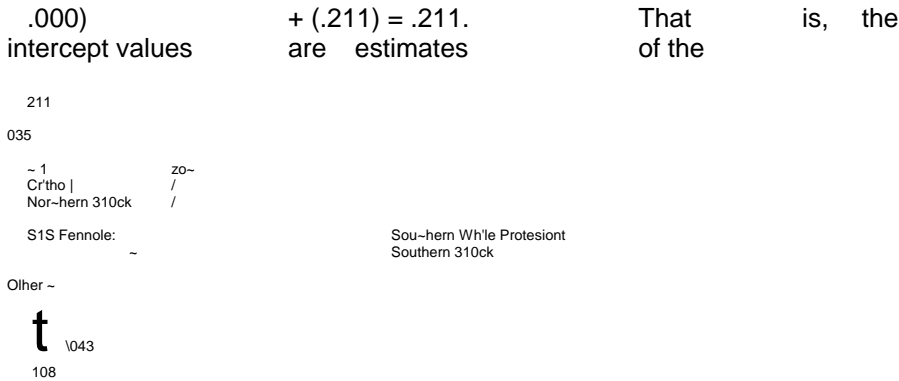 .000) + (.211) = .211. That is, the
intercept values are estimates of the
211
035
~ 1 zo~
Cr'tho | /
Nor~hern 310ck /
S1S Fennole: Sou~hern Wh'le Protesiont
~ Southern 310ck
Olher ~
t \043
108